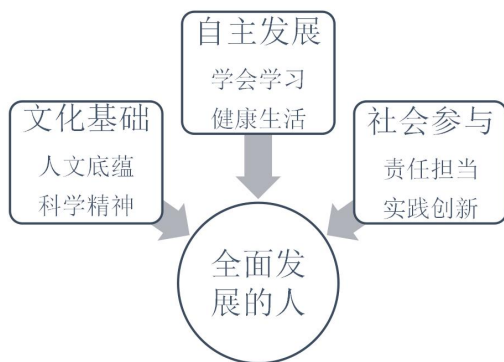 自主发展
学会学习
健康生活
文化基础
人文底蕴
科学精神
社会参与
责任担当
实践创新
全面发
展的人